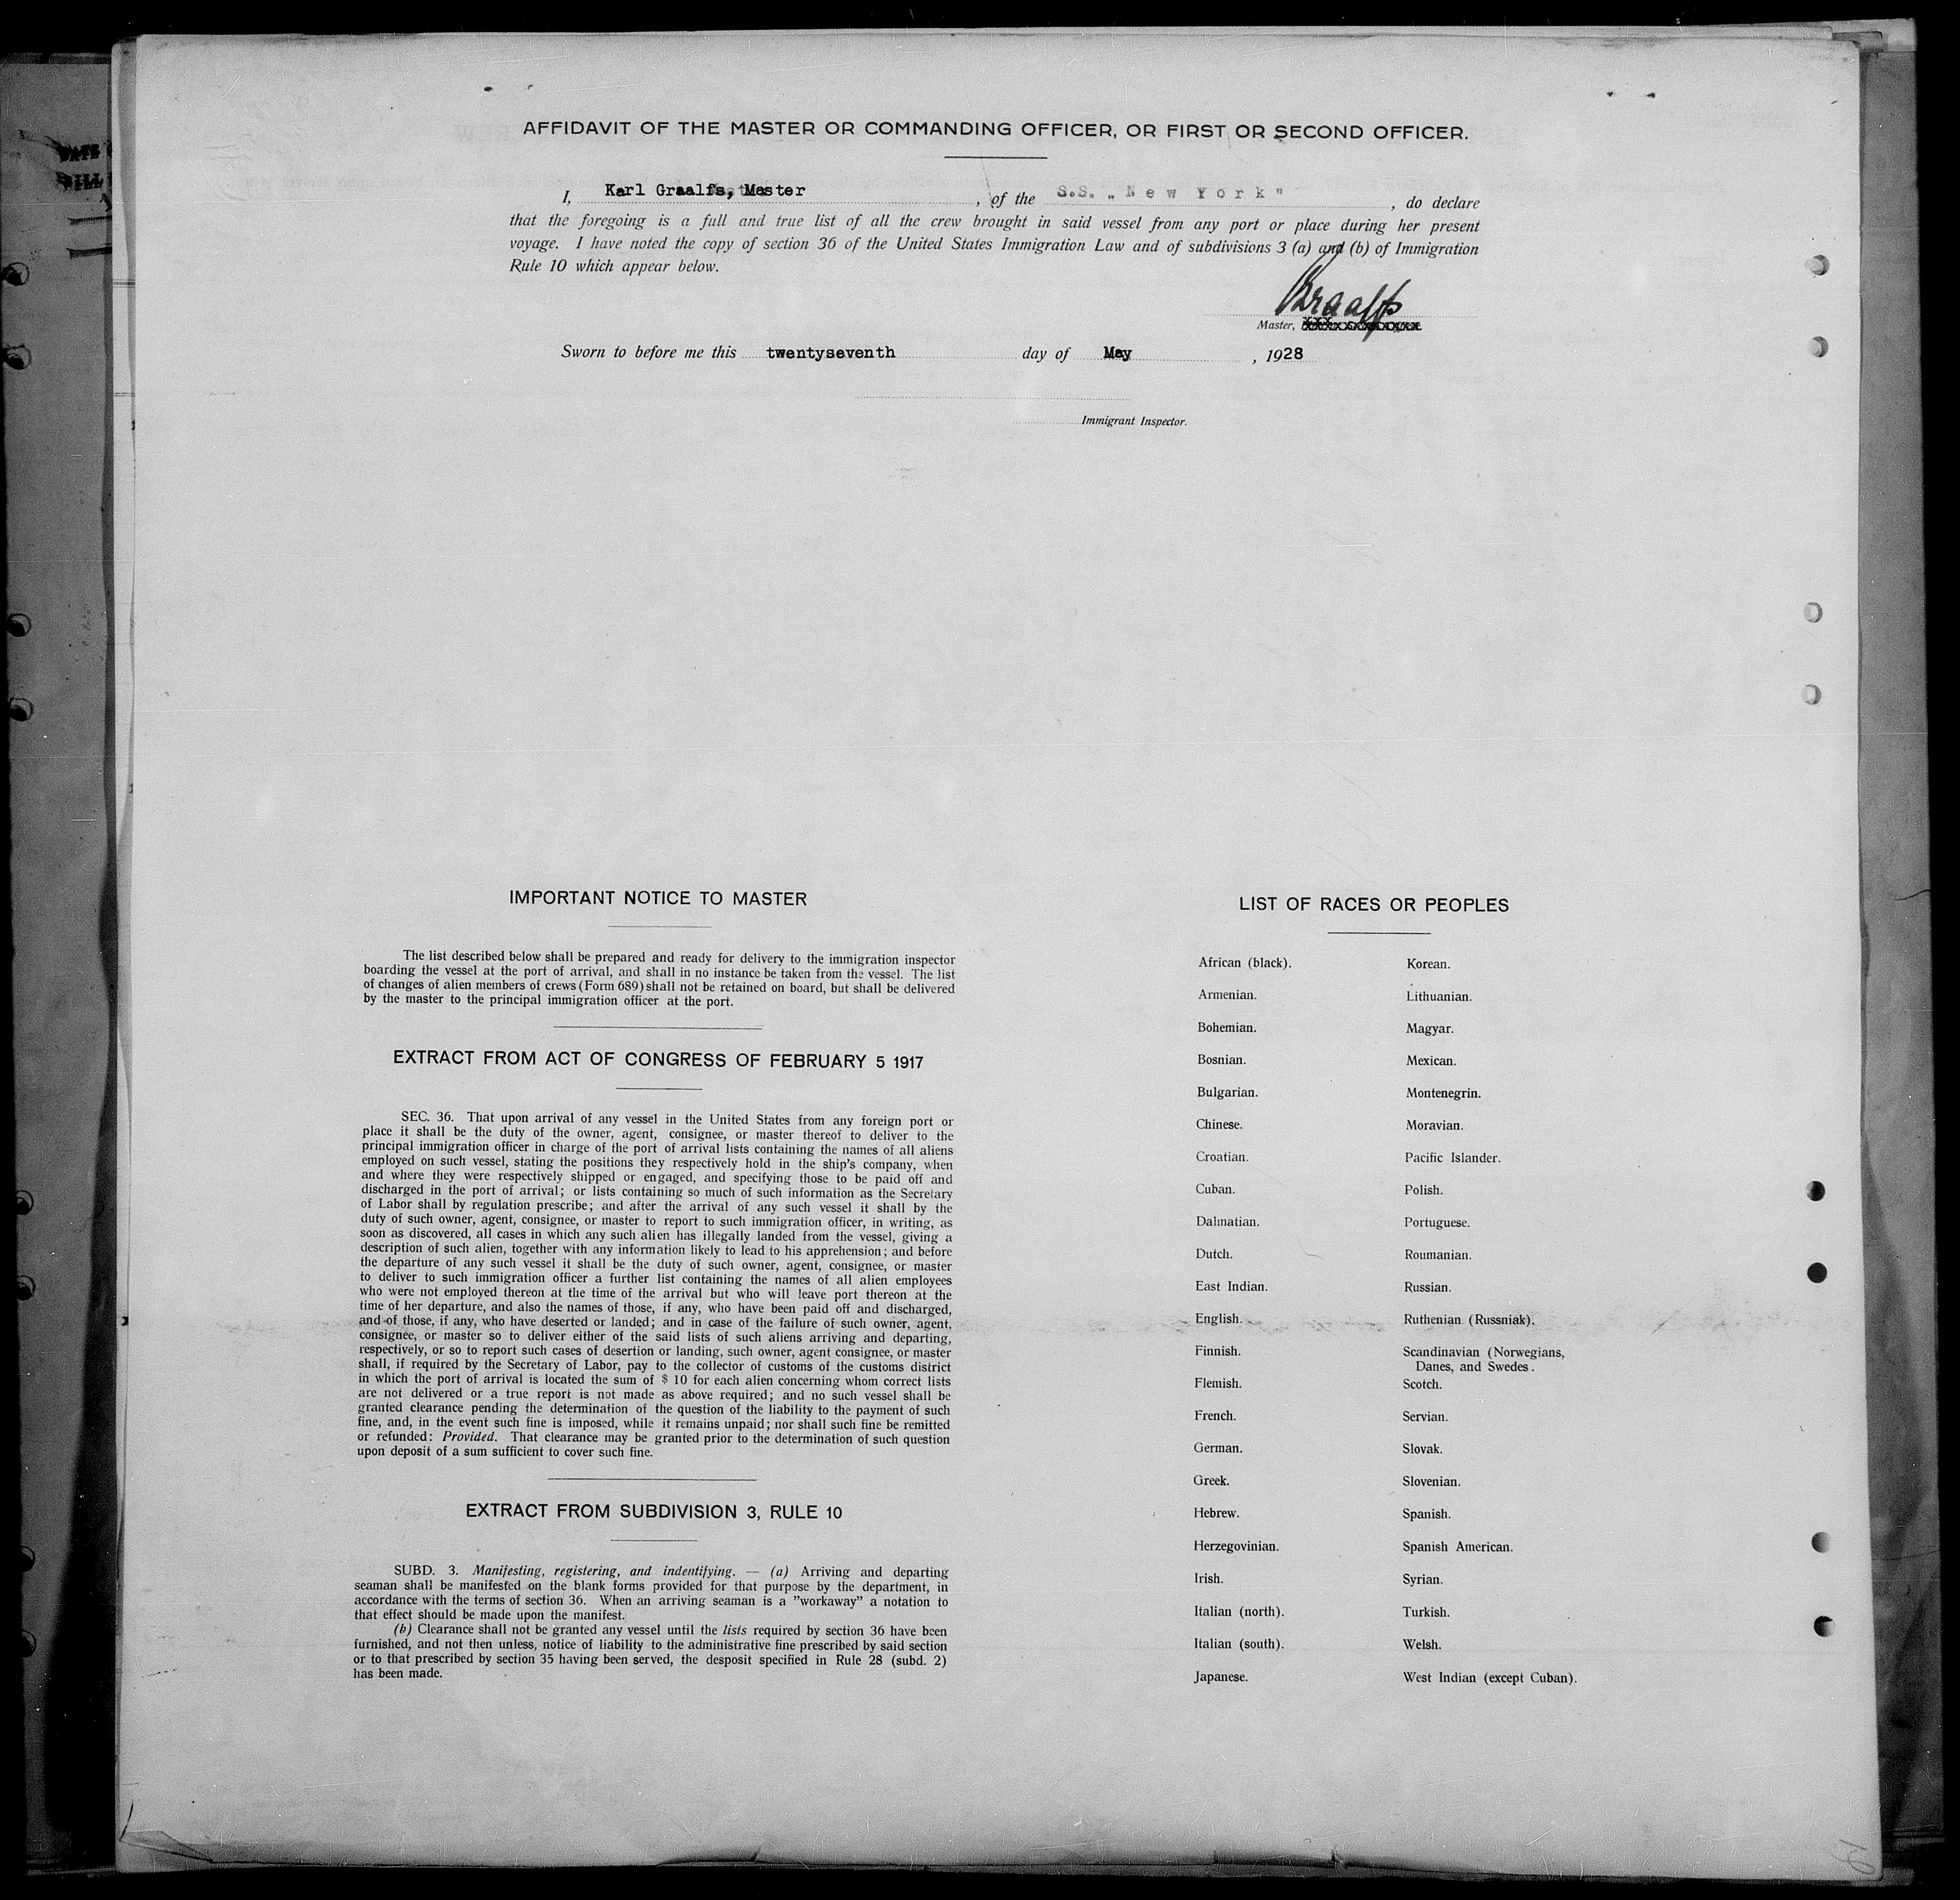 AFFIDAVIT OF THE MASTER OR COMMANDING OFFICER, OR FIRST OR SECOND OFFICER.
I, Karl Graalfs, Master, of the S.S. „New York", do declare
that the foregoing is a full and true list of all the crew brought in said vessel from any port or place during her present
voyage. I have noted the copy of section 36 of the United States Immigration Law and of subdivisions 3 (a) and (b) of Immigration
Rule 10 which appear below.
Graalfs
Master,
Sworn to before me this twentyseventh day of May, 1928
Immigrant Inspector.
IMPORTANT NOTICE TO MASTER
The list described below shall be prepared and ready for delivery to the immigration inspector
boarding the vessel at the port of arrival, and shall in no instance be taken from the vessel. The list
of changes of alien members of crews (Form 689) shall not be retained on board, but shall be delivered
by the master to the principal immigration officer at the port.
EXTRACT FROM ACT OF CONGRESS OF FEBRUARY 5 1917
SEC. 36. That upon arrival of any vessel in the United States from any foreign port or
place it shall be the duty of the owner, agent, consignee, or master thereof to deliver to the
principal immigration officer in charge of the port of arrival lists containing the names of all aliens
employed on such vessel, stating the positions they respectively hold in the ship's company, when
and where they were respectively shipped or engaged, and specifying those to be paid off and
discharged in the port of arrival; or lists containing so much of such information as the Secretary
of Labor shall by regulation prescribe; and after the arrival of any such vessel it shall by the
duty of such owner, agent, consignee, or master to report to such immigration officer, in writing, as
soon as discovered, all cases in which any such alien has illegally landed from the vessel, giving a
description of such alien, together with any information likely to lead to his apprehension; and before
the departure of any such vessel it shall be the duty of such owner, agent, consignee, or master
to deliver to such immigration officer a further list containing the names of all alien employees
who were not employed thereon at the time of the arrival but who will leave port thereon at the
time of her departure, and also the names of those, if any, who have been paid off and discharged,
and of those, if any, who have deserted or landed; and in case of the failure of such owner, agent,
consignee, or master so to deliver either of the said lists of such aliens arriving and departing,
respectively, or so to report such cases of desertion or landing, such owner, agent consignee, or master
shall, if required by the Secretary of Labor, pay to the collector of customs of the customs district
in which the port of arrival is located the sum of $ 10 for each alien concerning whom correct lists
are not delivered or a true report is not made as above required; and no such vessel shall be
granted clearance pending the determination of the question of the liability to the payment of such
fine, and, in the event such fine is imposed, while it remains unpaid; nor shall such fine be remitted
or refunded: Provided. That clearance may be granted prior to the determination of such question
upon deposit of a sum sufficient to cover such fine.
EXTRACT FROM SUBDIVISION 3, RULE 10
SUBD. 3. Manifesting, registering, and indentifying. — (a) Arriving and departing
seaman shall be manifested on the blank forms provided for that purpose by the department, in
accordance with the terms of section 36. When an arriving seaman is a "workaway" a notation to
that effect should be made upon the manifest.
(b) Clearance shall not be granted any vessel until the lists required by section 36 have been
furnished, and not then unless, notice of liability to the administrative fine prescribed by said section
or to that prescribed by section 35 having been served, the desposit specified in Rule 28 (subd. 2)
has been made.
LIST OF RACES OR PEOPLES
African (black). Korean.
Armenian. Lithuanian.
Bohemian. Magyar.
Bosnian. Mexican.
Bulgarian. Montenegrin.
Chinese. Moravian.
Croatian. Pacific Islander.
Cuban. Polish.
Dalmatian. Portuguese.
Dutch. Roumanian.
East Indian. Russian.
English. Ruthenian (Russniak).
Finnish. Scandinavian (Norwegians,
Danes, and Swedes.
Flemish. Scotch.
French. Servian.
German. Slovak.
Greek. Slovenian.
Hebrew. Spanish.
Herzegovinian. Spanish American.
Irish. Syrian.
Italian (north). Turkish.
Italian (south). Welsh.
Japanese. West Indian (except Cuban).